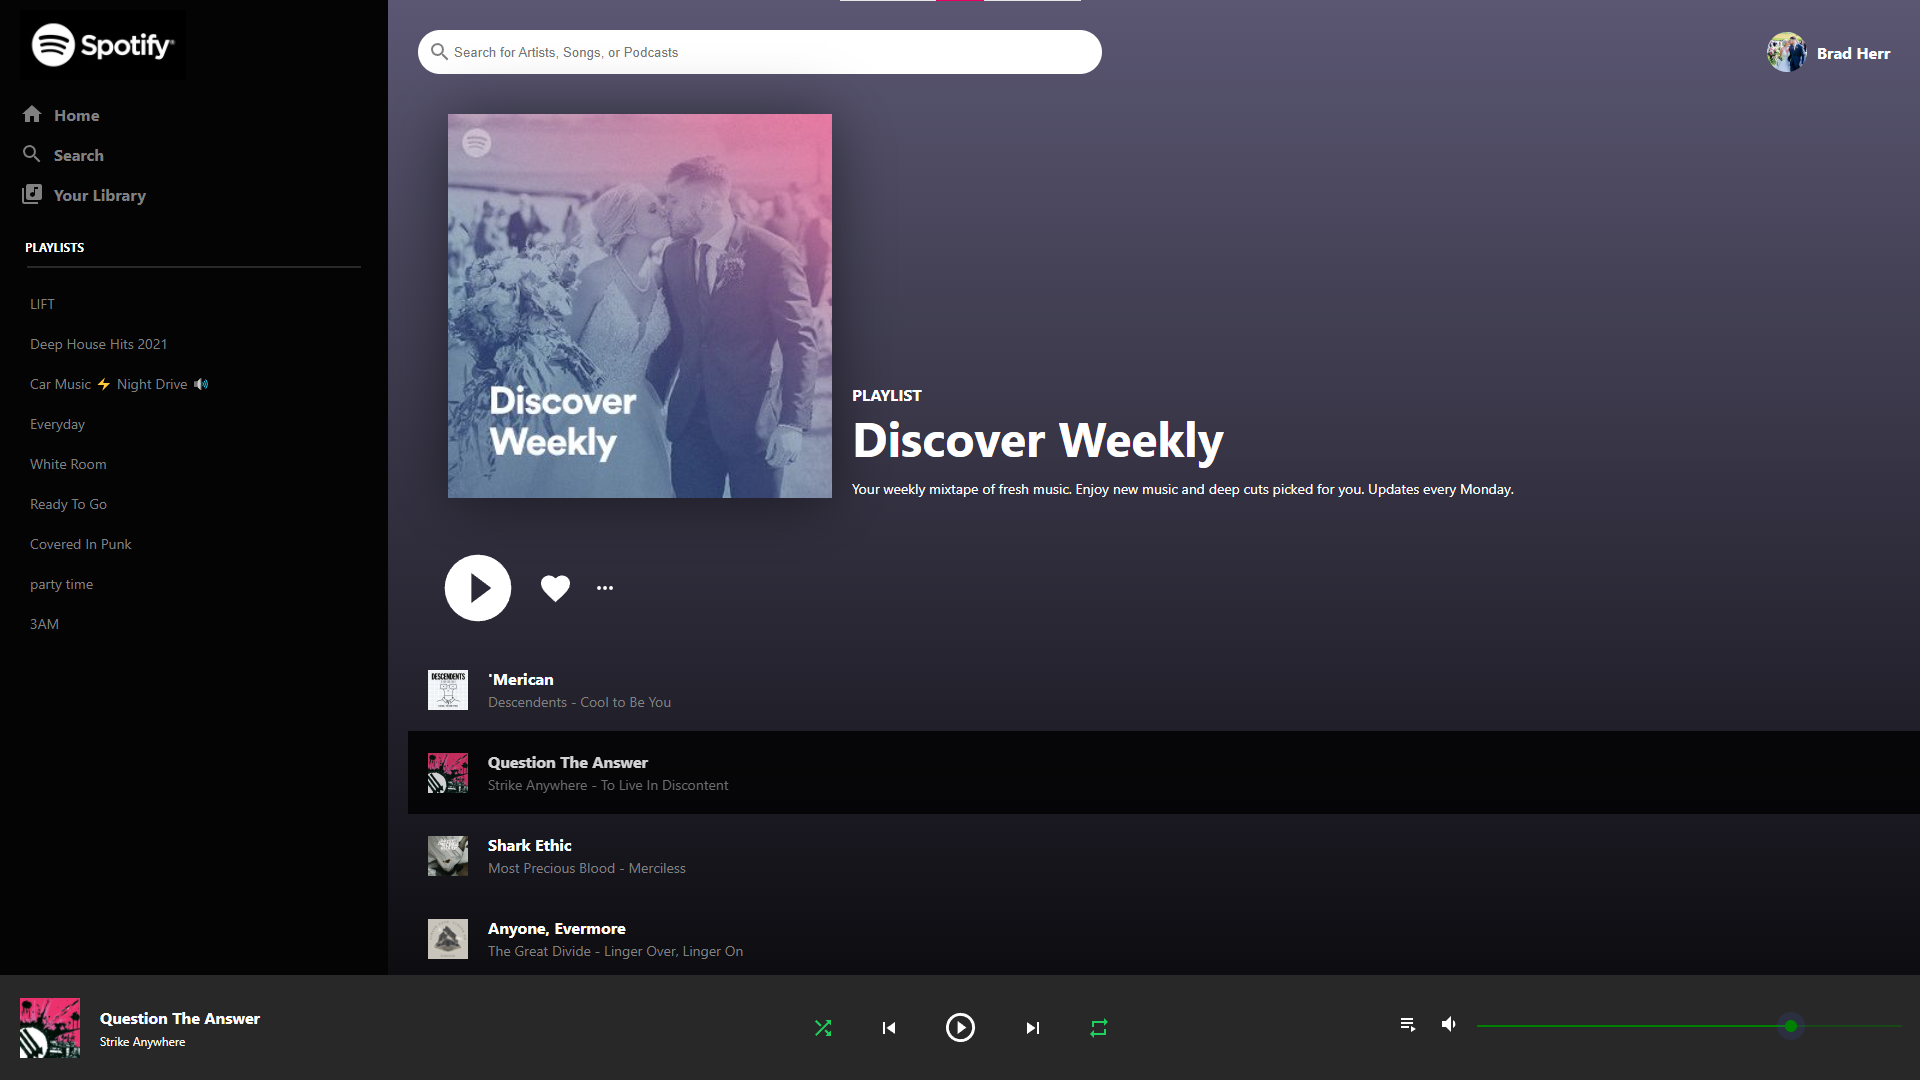 Spotify®
Home
Search
Your Library
PLAYLISTS
LIFT
Deep House Hits 2021
Car Music ⚡ Night Drive 🔊
Everyday
White Room
Ready To Go
Covered In Punk
party time
3AM
Search for Artists, Songs, or Podcasts
Brad Herr
Discover
Weekly
PLAYLIST
Discover Weekly
Your weekly mixtape of fresh music. Enjoy new music and deep cuts picked for you. Updates every Monday.
DESCENDENTS
'Merican
Descendents - Cool to Be You
Question The Answer
Strike Anywhere - To Live In Discontent
Shark Ethic
Most Precious Blood - Merciless
Anyone, Evermore
The Great Divide - Linger Over, Linger On
Question The Answer
Strike Anywhere